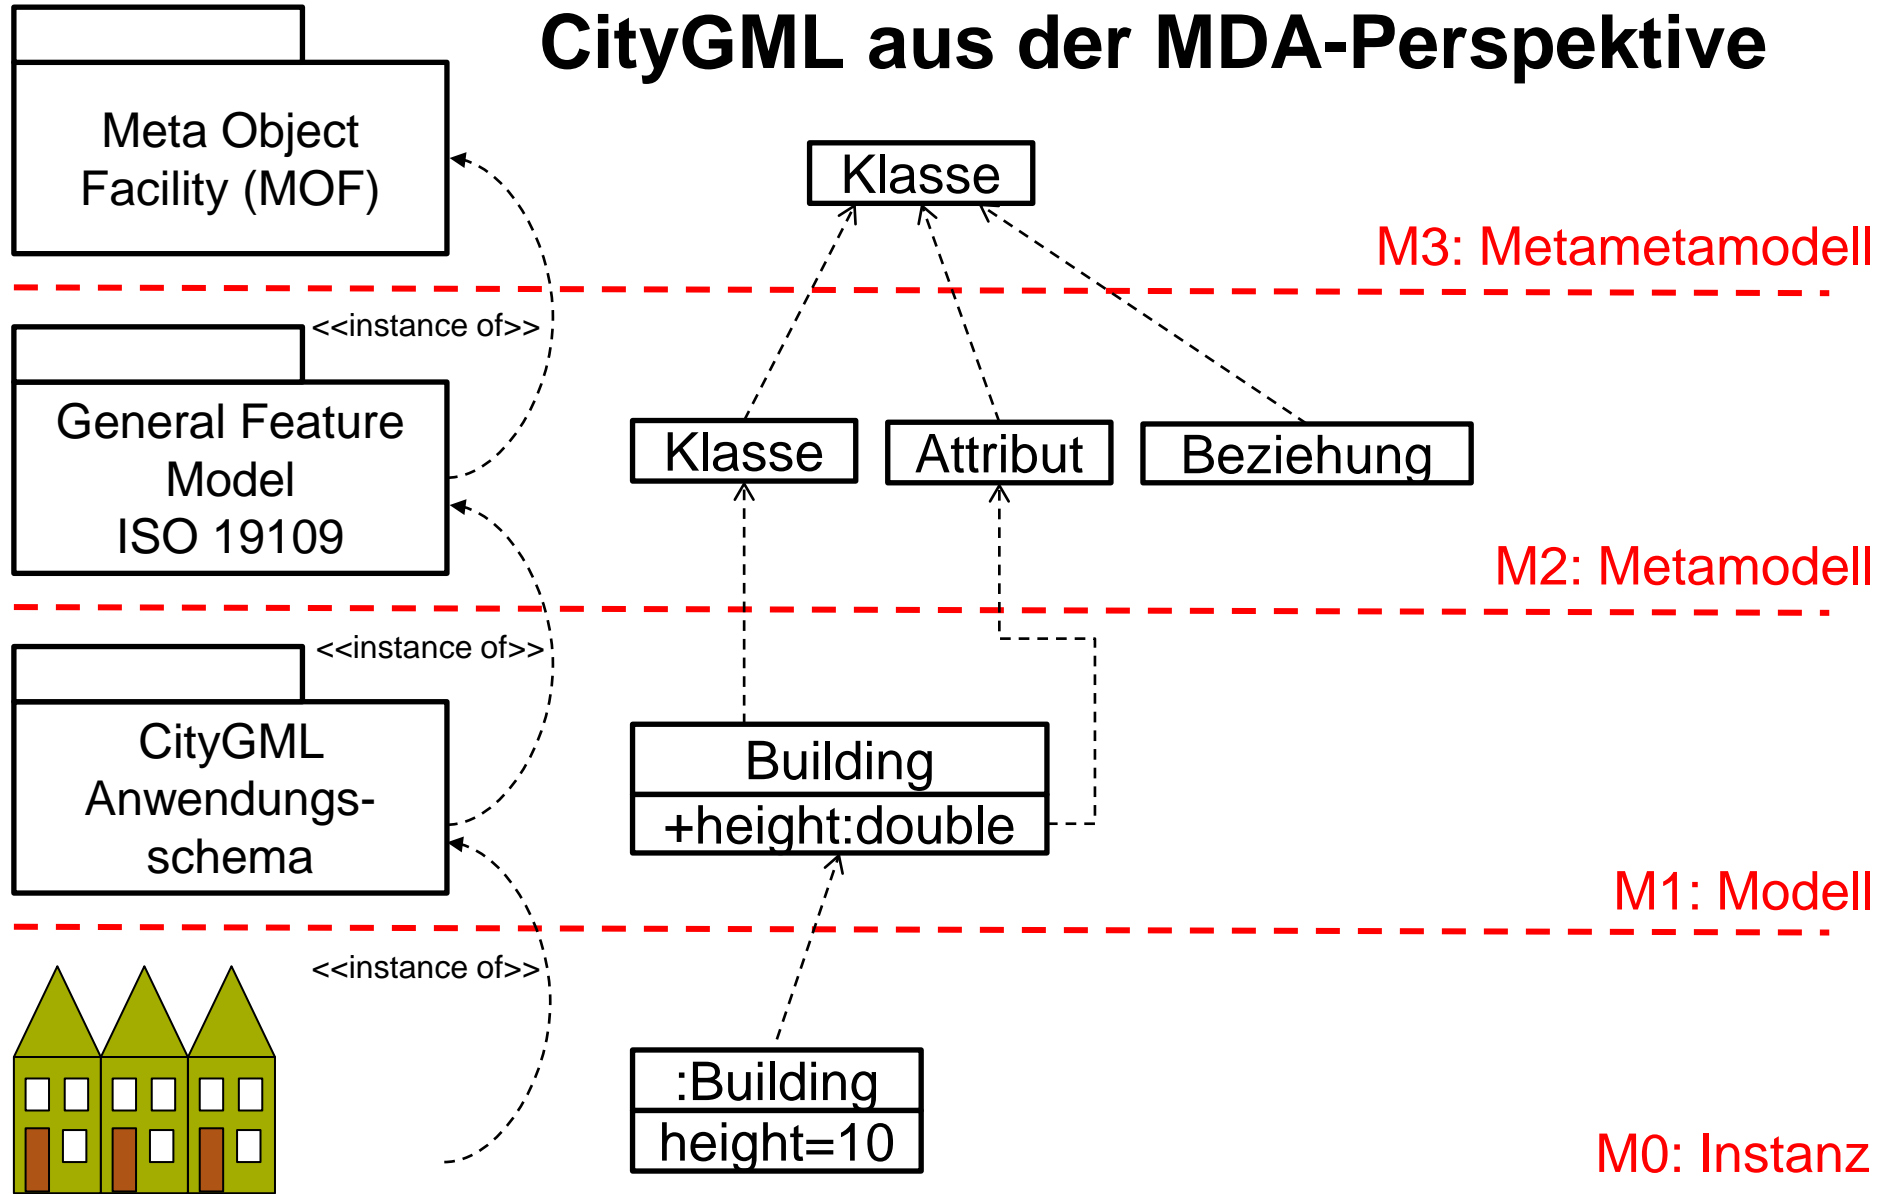 CityGML aus der MDA-Perspektive
Meta Object
Facility (MOF)
Klasse
M3: Metametamodell
<<instance of>>
General Feature
Model
ISO 19109
Klasse
Attribut
Beziehung
M2: Metamodell
<<instance of>>
CityGML
Anwendungs-
schema
Building
+height:double
M1: Modell
<<instance of>>
:Building
height=10
M0: Instanz